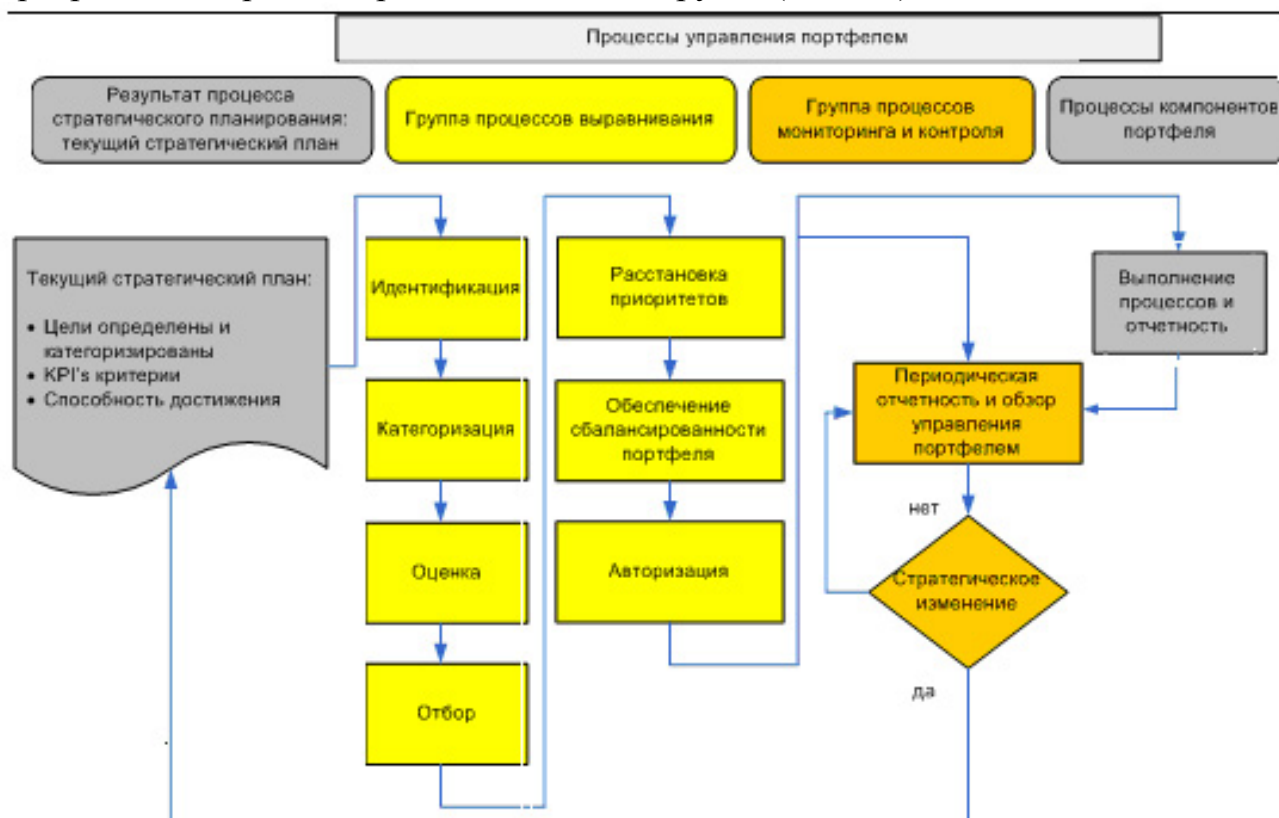 Процессы управления портфелем
Результат процесса
стратегического планирования:
текущий стратегический план
Группа процессов выравнивания
Группа процессов
мониторинга и контроля
Процессы компонентов
портфеля
Текущий стратегический план:
• Цели определены и
категоризированы
• KPI's критерии
• Способность достижения
Идентификация
Категоризация
Оценка
Отбор
Расстановка
приоритетов
Обеспечение
сбалансированности
портфеля
Авторизация
Выполнение
процессов и
отчетность
Периодическая
отчетность и обзор
управления
портфелем
нет
Стратегическое
изменение
да